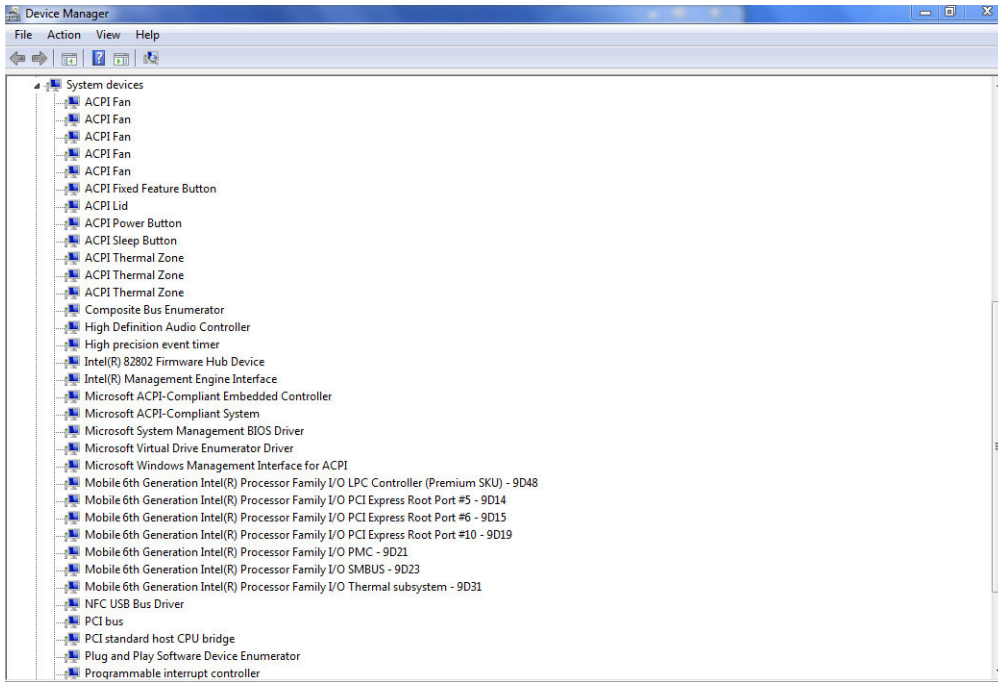 Device Manager
File Action View Help
System devices
ACPI Fan
ACPI Fan
ACPI Fan
ACPI Fan
ACPI Fan
ACPI Fixed Feature Button
ACPI Lid
ACPI Power Button
ACPI Sleep Button
ACPI Thermal Zone
ACPI Thermal Zone
ACPI Thermal Zone
Composite Bus Enumerator
High Definition Audio Controller
High precision event timer
Intel(R) 82802 Firmware Hub Device
Intel(R) Management Engine Interface
Microsoft ACPI-Compliant Embedded Controller
Microsoft ACPI-Compliant System
Microsoft System Management BIOS Driver
Microsoft Virtual Drive Enumerator Driver
Microsoft Windows Management Interface for ACPI
Mobile 6th Generation Intel(R) Processor Family I/O LPC Controller (Premium SKU) - 9D48
Mobile 6th Generation Intel(R) Processor Family I/O PCI Express Root Port #5 - 9D14
Mobile 6th Generation Intel(R) Processor Family I/O PCI Express Root Port #6 - 9D15
Mobile 6th Generation Intel(R) Processor Family I/O PCI Express Root Port #10 - 9D19
Mobile 6th Generation Intel(R) Processor Family I/O PMC - 9D21
Mobile 6th Generation Intel(R) Processor Family I/O SMBUS - 9D23
Mobile 6th Generation Intel(R) Processor Family I/O Thermal subsystem - 9D31
NFC USB Bus Driver
PCI bus
PCI standard host CPU bridge
Plug and Play Software Device Enumerator
Programmable interrupt controller